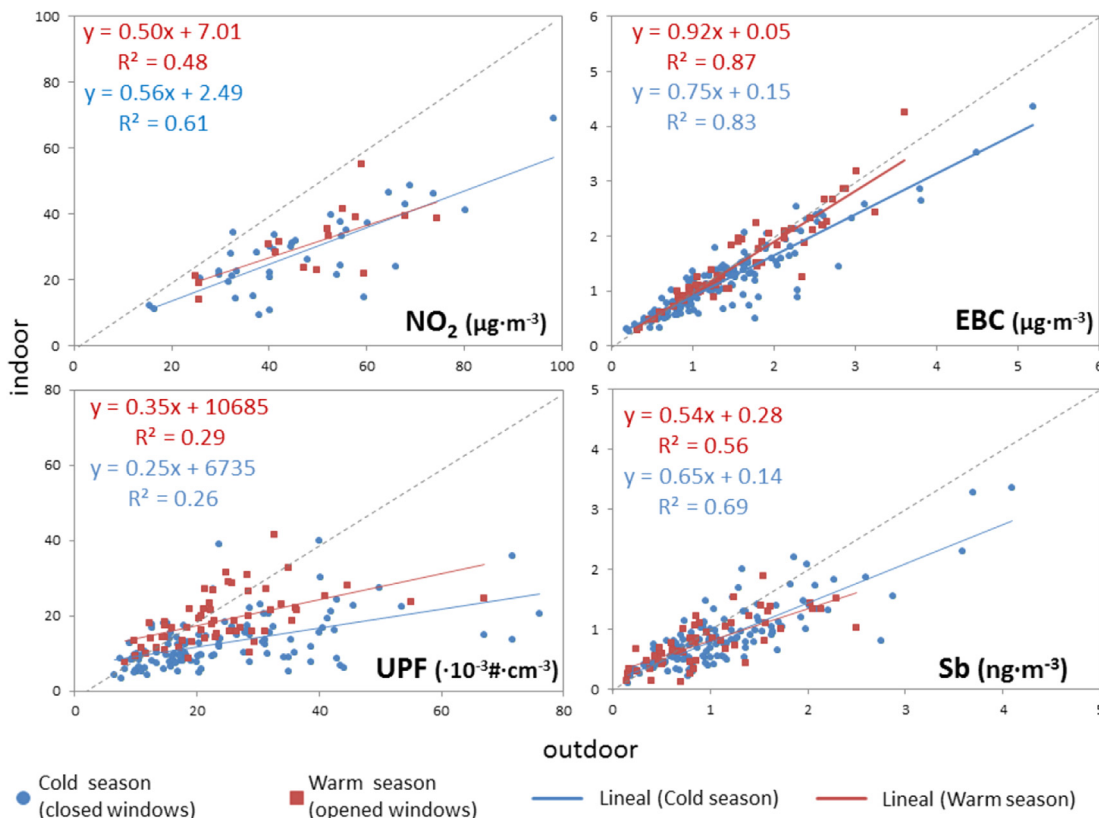 100
80
60
40
20
0
y = 0.50x + 7.01
R² = 0.48
y = 0.56x + 2.49
R² = 0.61
NO₂ (µg·m⁻³)
0 20 40 60 80 100
6
5
4
3
2
1
0
y = 0.92x + 0.05
R² = 0.87
y = 0.75x + 0.15
R² = 0.83
EBC (µg·m⁻³)
0 1 2 3 4 5 6
indoor
80
60
40
20
0
y = 0.35x + 10685
R² = 0.29
y = 0.25x + 6735
R² = 0.26
UPF (·10⁻³#·cm⁻³)
0 20 40 60 80
5
4
3
2
1
0
y = 0.54x + 0.28
R² = 0.56
y = 0.65x + 0.14
R² = 0.69
Sb (ng·m⁻³)
0 1 2 3 4 5
outdoor
Cold season
(closed windows)
Warm season
(opened windows)
Lineal (Cold season)
Lineal (Warm season)